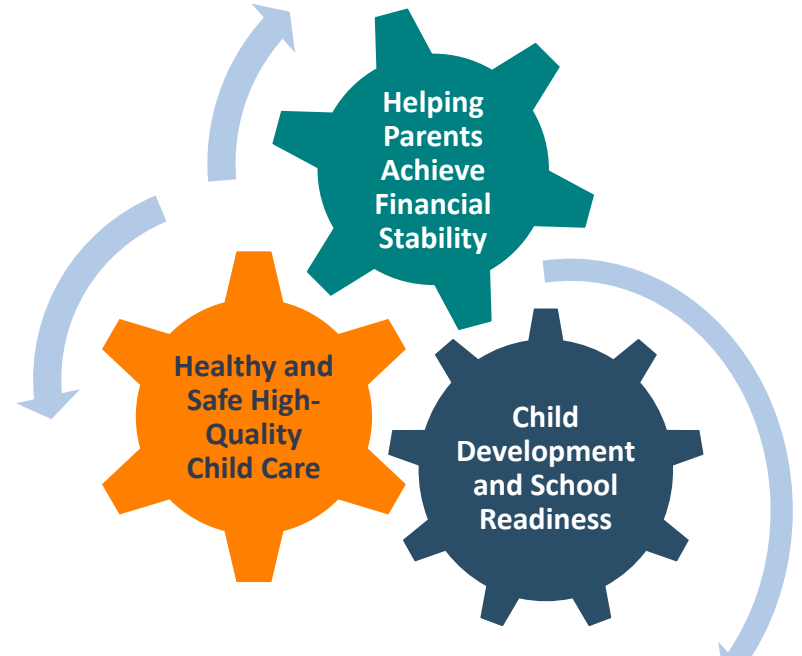 Helping
Parents
Achieve
Financial
Stability
Healthy and
Safe High-
Quality
Child Care
Child
Development
and School
Readiness